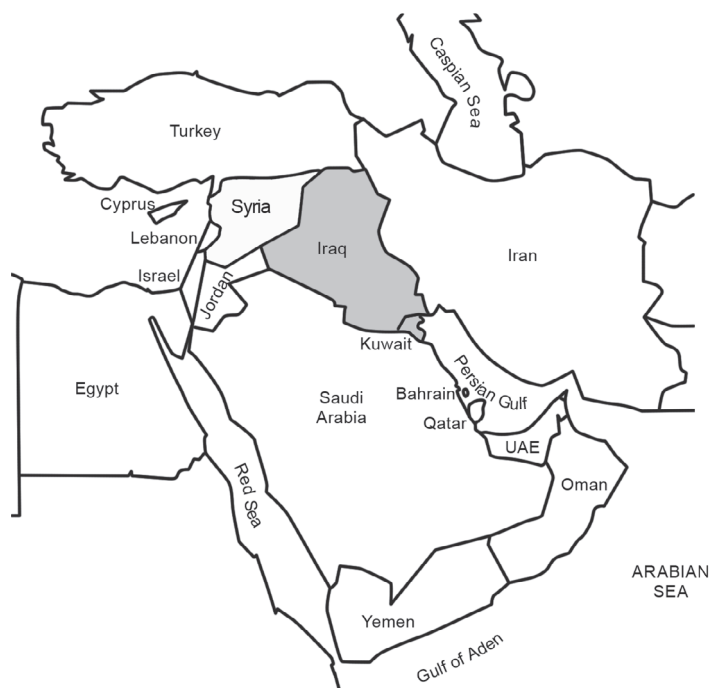 Caspian Sea
Turkey
Cyprus
Syria
Lebanon
Iraq
Iran
Israel
Jordan
Kuwait
Persian Gulf
Egypt
Saudi
Arabia
Bahrain
Qatar
UAE
Red Sea
Oman
ARABIAN
SEA
Yemen
Gulf of Aden